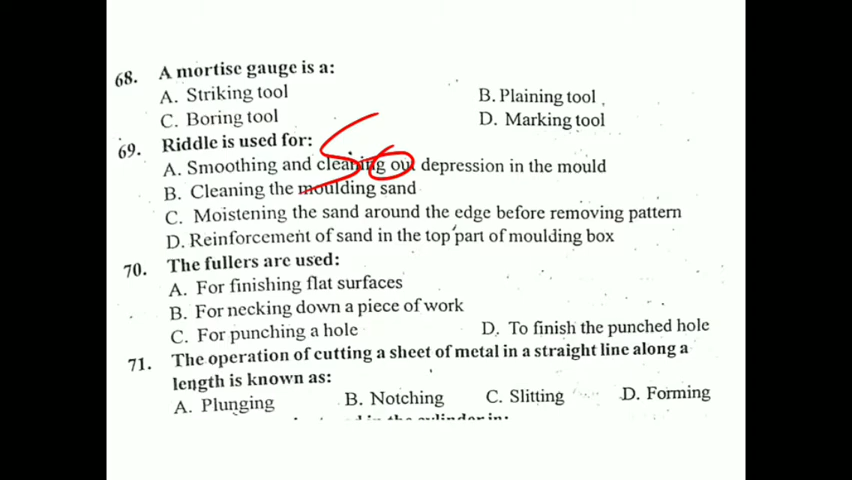 68. A mortise gauge is a:
A. Striking tool B. Plaining tool
C. Boring tool D. Marking tool
69. Riddle is used for:
A. Smoothing and cleaning out depression in the mould
B. Cleaning the moulding sand
C. Moistening the sand around the edge before removing pattern
D. Reinforcement of sand in the top part of moulding box
70. The fullers are used:
A. For finishing flat surfaces
B. For necking down a piece of work
C. For punching a hole D. To finish the punched hole
71. The operation of cutting a sheet of metal in a straight line along a
length is known as:
A. Plunging B. Notching C. Slitting D. Forming
in the cylinder in: